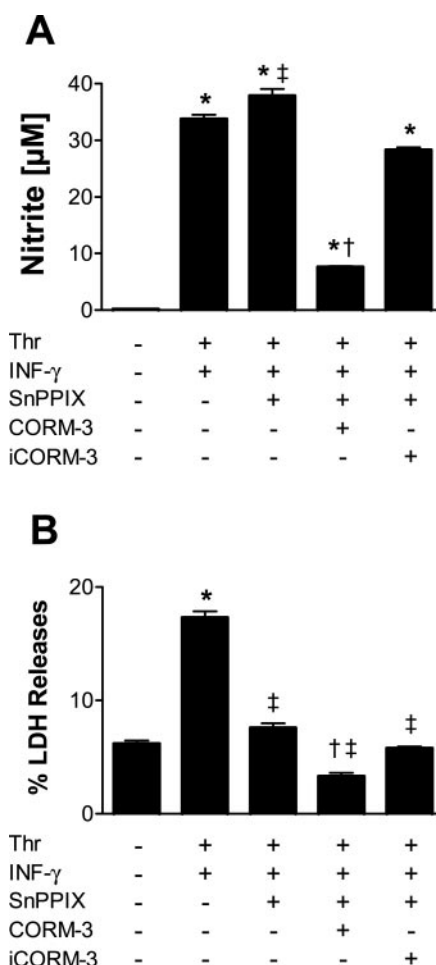 A
Nitrite [µM]
40
30
20
10
0
*
* ‡
*†
*
Thr - + + + +
INF-γ - + + + +
SnPPIX - - + + +
CORM-3 - - - + -
iCORM-3 - - - - +
B
% LDH Releases
20
10
0
*
‡
†‡
‡
Thr - + + + +
INF-γ - + + + +
SnPPIX - - + + +
CORM-3 - - - + -
iCORM-3 - - - - +